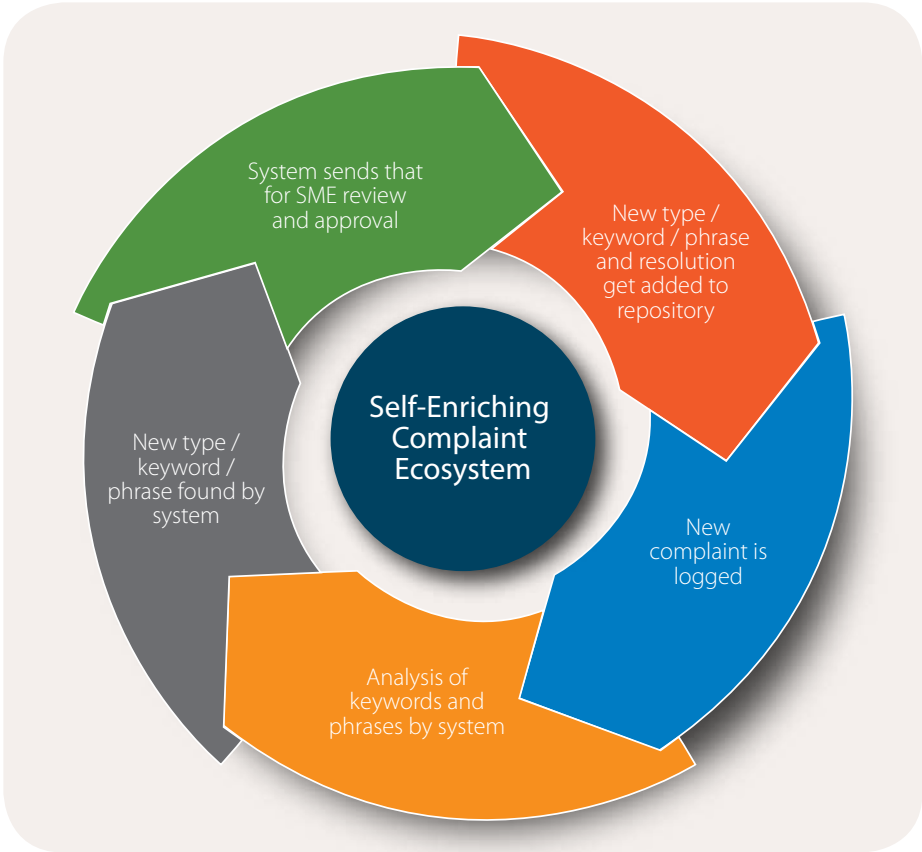 System sends that
for SME review
and approval
New type /
keyword / phrase
and resolution
get added to
repository
Self-Enriching
Complaint
Ecosystem
New type /
keyword /
phrase found by
system
New
complaint is
logged
Analysis of
keywords and
phrases by system